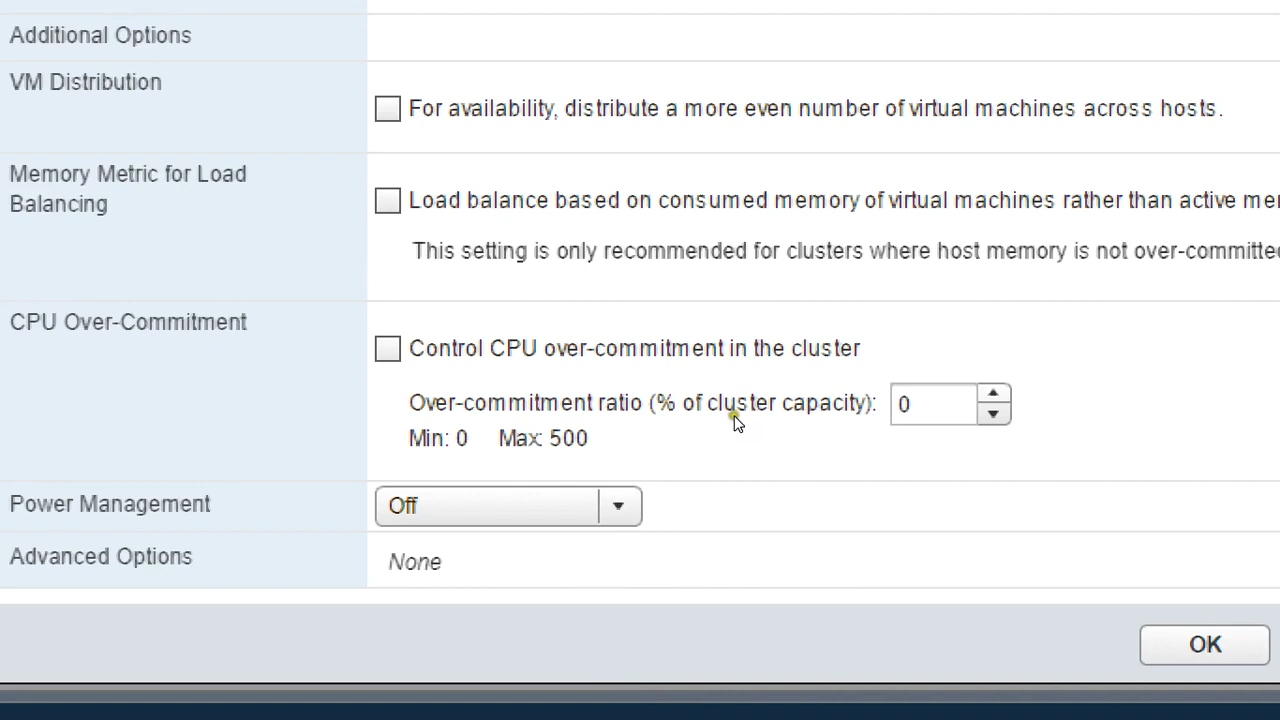 Additional Options
VM Distribution
For availability, distribute a more even number of virtual machines across hosts.
Memory Metric for Load
Balancing
Load balance based on consumed memory of virtual machines rather than active
This setting is only recommended for clusters where host memory is not
CPU Over-Commitment
Control CPU over-commitment in the cluster
Over-commitment ratio (% of cluster capacity): 0
Min: 0 Max: 500
Power Management
Off
Advanced Options
None
OK